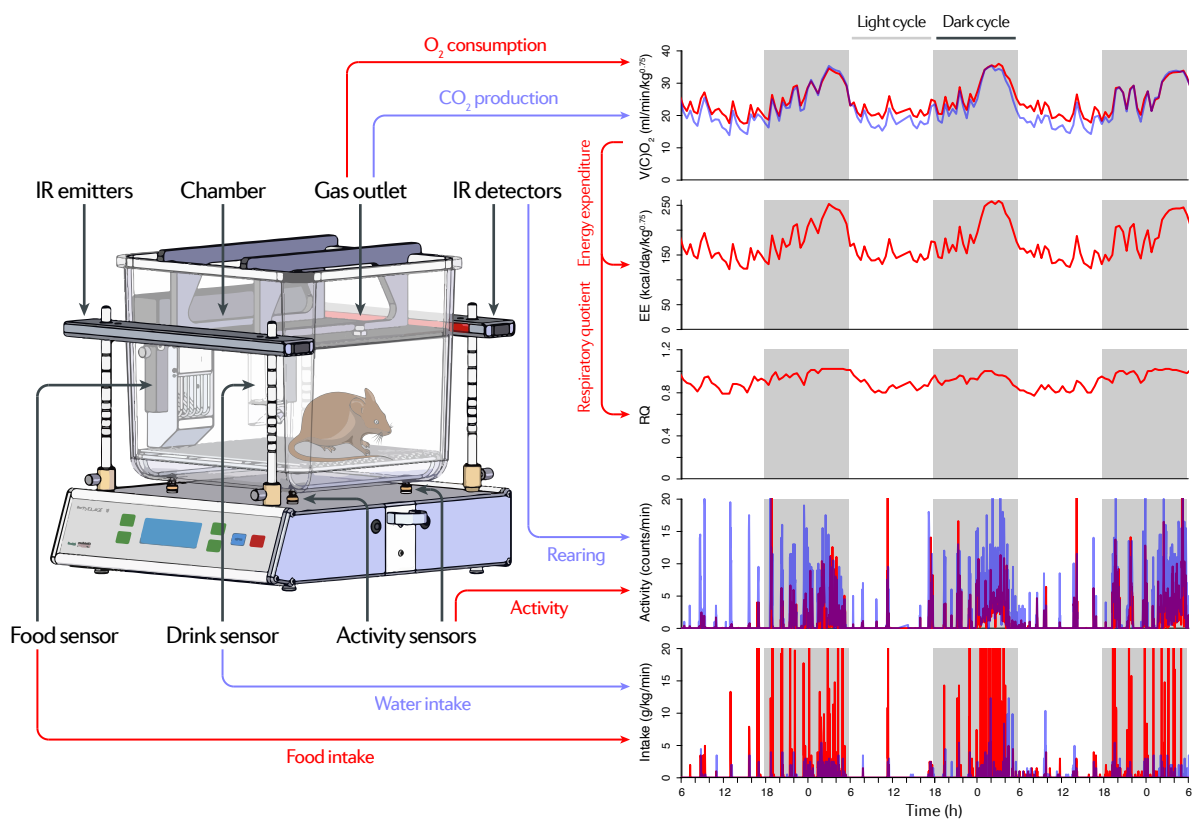 Light cycle
Dark cycle
O₂ consumption
CO₂ production
IR emitters
Chamber
Gas outlet
IR detectors
Energy expenditure
Respiratory quotient
Rearing
Activity
Food sensor
Drink sensor
Activity sensors
Water intake
Food intake
V(C)O₂ (ml/min/kg^0.75)
40
30
20
10
0
EE (kcal/day/kg^0.75)
250
150
50
0
RQ
1.2
0.8
0.4
0
Activity (counts/min)
20
15
10
5
0
Intake (g/kg/min)
20
15
10
5
0
6 12 18 0 6 12 18 0 6 12 18 0 6
Time (h)